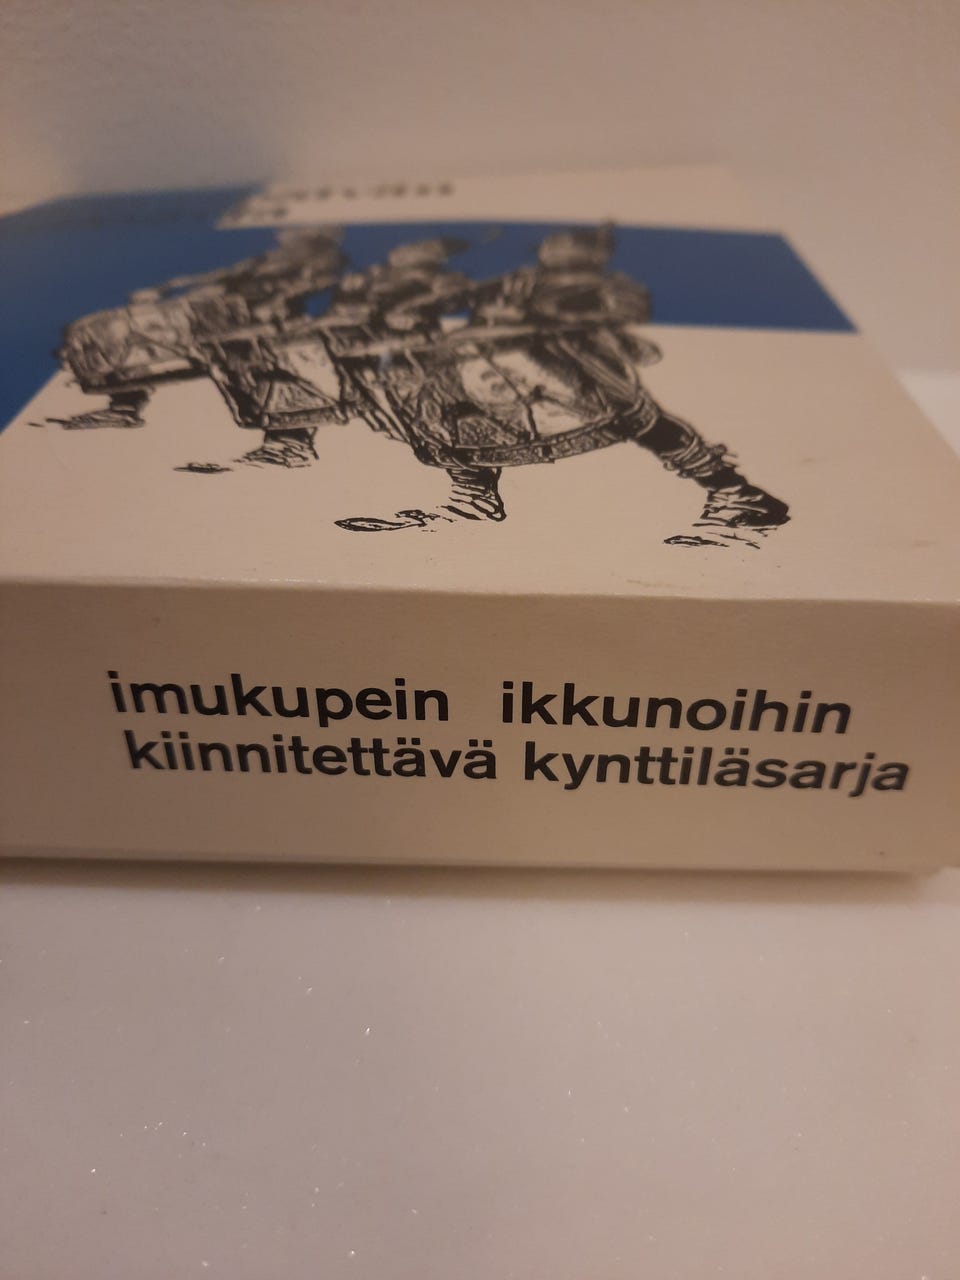 imukupein ikkunoihin
kiinnitettävä kynttiläsarja